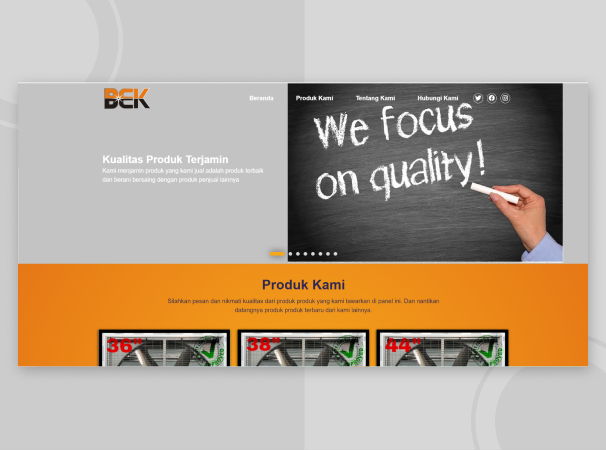 BEK
Beranda Produk Kami Tentang Kami Hubungi Kami
We focus
on quality!
Kualitas Produk Terjamin
Kami menjamin produk yang kami jual adalah produk terbaik
dan berani bersaing dengan produk penjual lainnya
Produk Kami
Silahkan pesan dan nikmati kualitas dari produk produk yang kami tawarkan di panel ini. Dan nantikan
datangnya produk produk terbaru dari kami lainnya.
36" 38" 44"